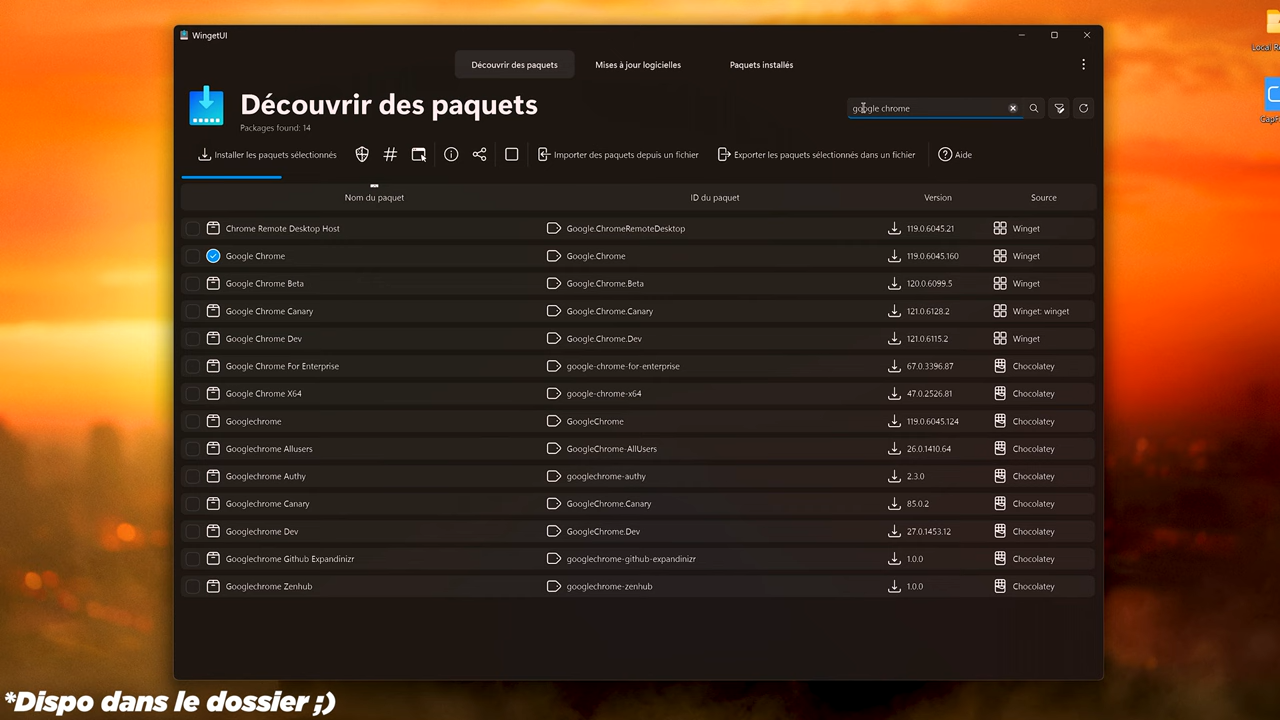 WingetUI
Découvrir des paquets Mises à jour logicielles Paquets installés
Découvrir des paquets
google chrome
Packages found: 14
Installer les paquets sélectionnés Importer des paquets depuis un fichier Exporter les paquets sélectionnés dans un fichier Aide
Nom du paquet ID du paquet Version Source
Chrome Remote Desktop Host Google.ChromeRemoteDesktop 119.0.6045.21 Winget
Google Chrome Google.Chrome 119.0.6045.160 Winget
Google Chrome Beta Google.Chrome.Beta 120.0.6099.5 Winget
Google Chrome Canary Google.Chrome.Canary 121.0.6128.2 Winget: winget
Google Chrome Dev Google.Chrome.Dev 121.0.6115.2 Winget
Google Chrome For Enterprise google-chrome-for-enterprise 67.0.3396.87 Chocolatey
Google Chrome X64 google-chrome-x64 47.0.2526.81 Chocolatey
Googlechrome GoogleChrome 119.0.6045.124 Chocolatey
Googlechrome Allusers GoogleChrome-AllUsers 26.0.1410.64 Chocolatey
Googlechrome Authy googlechrome-authy 2.3.0 Chocolatey
Googlechrome Canary GoogleChrome.Canary 85.0.2 Chocolatey
Googlechrome Dev GoogleChrome.Dev 27.0.1453.12 Chocolatey
Googlechrome Github Expandinizr googlechrome-github-expandinizr 1.0.0 Chocolatey
Googlechrome Zenhub googlechrome-zenhub 1.0.0 Chocolatey
Local
*Dispo dans le dossier ;)